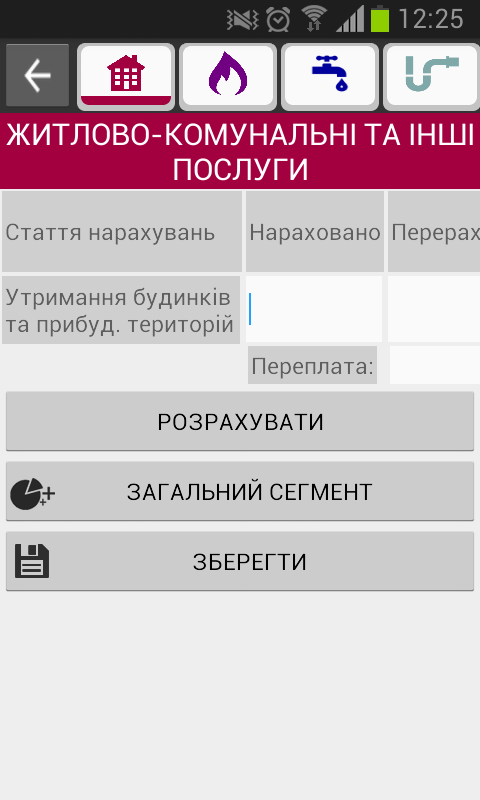 12:25
ЖИТЛОВО-КОМУНАЛЬНІ ТА ІНШІ
ПОСЛУГИ
Стаття нарахувань Нараховано Перерах
Утримання будинків
та прибуд. територій
Переплата:
РОЗРАХУВАТИ
ЗАГАЛЬНИЙ СЕГМЕНТ
ЗБЕРЕГТИ